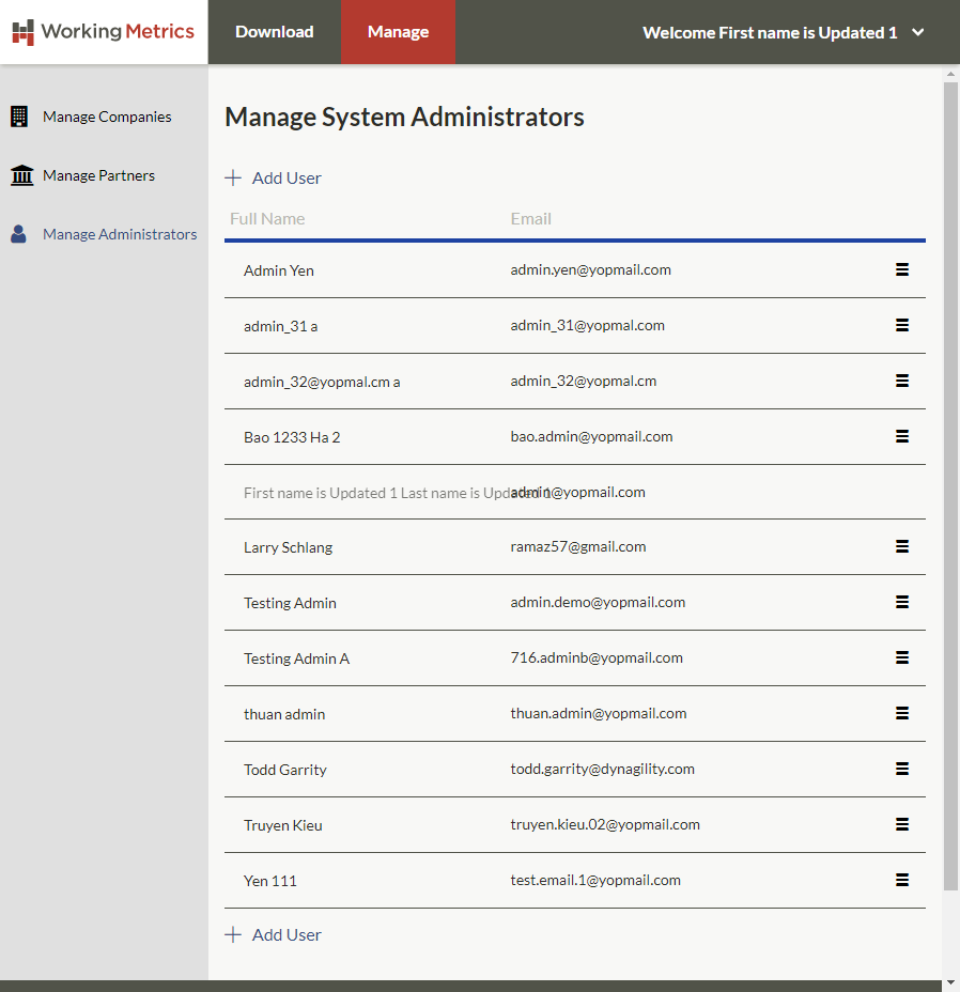 Working Metrics Download Manage Welcome First name is Updated 1
Manage Companies
Manage Partners
Manage Administrators
Manage System Administrators
Add User
Full Name Email
Admin Yen admin.yen@yopmail.com
admin_31 a admin_31@yopmal.com
admin_32@yopmal.cm a admin_32@yopmal.cm
Bao 1233 Ha 2 bao.admin@yopmail.com
First name is Updated 1 Last name is Updated 1 admin@yopmail.com
Larry Schlang ramaz57@gmail.com
Testing Admin admin.demo@yopmail.com
Testing Admin A 716.adminb@yopmail.com
thuan admin thuan.admin@yopmail.com
Todd Garrity todd.garrity@dynagility.com
Truyen Kieu truyen.kieu.02@yopmail.com
Yen 111 test.email.1@yopmail.com
Add User